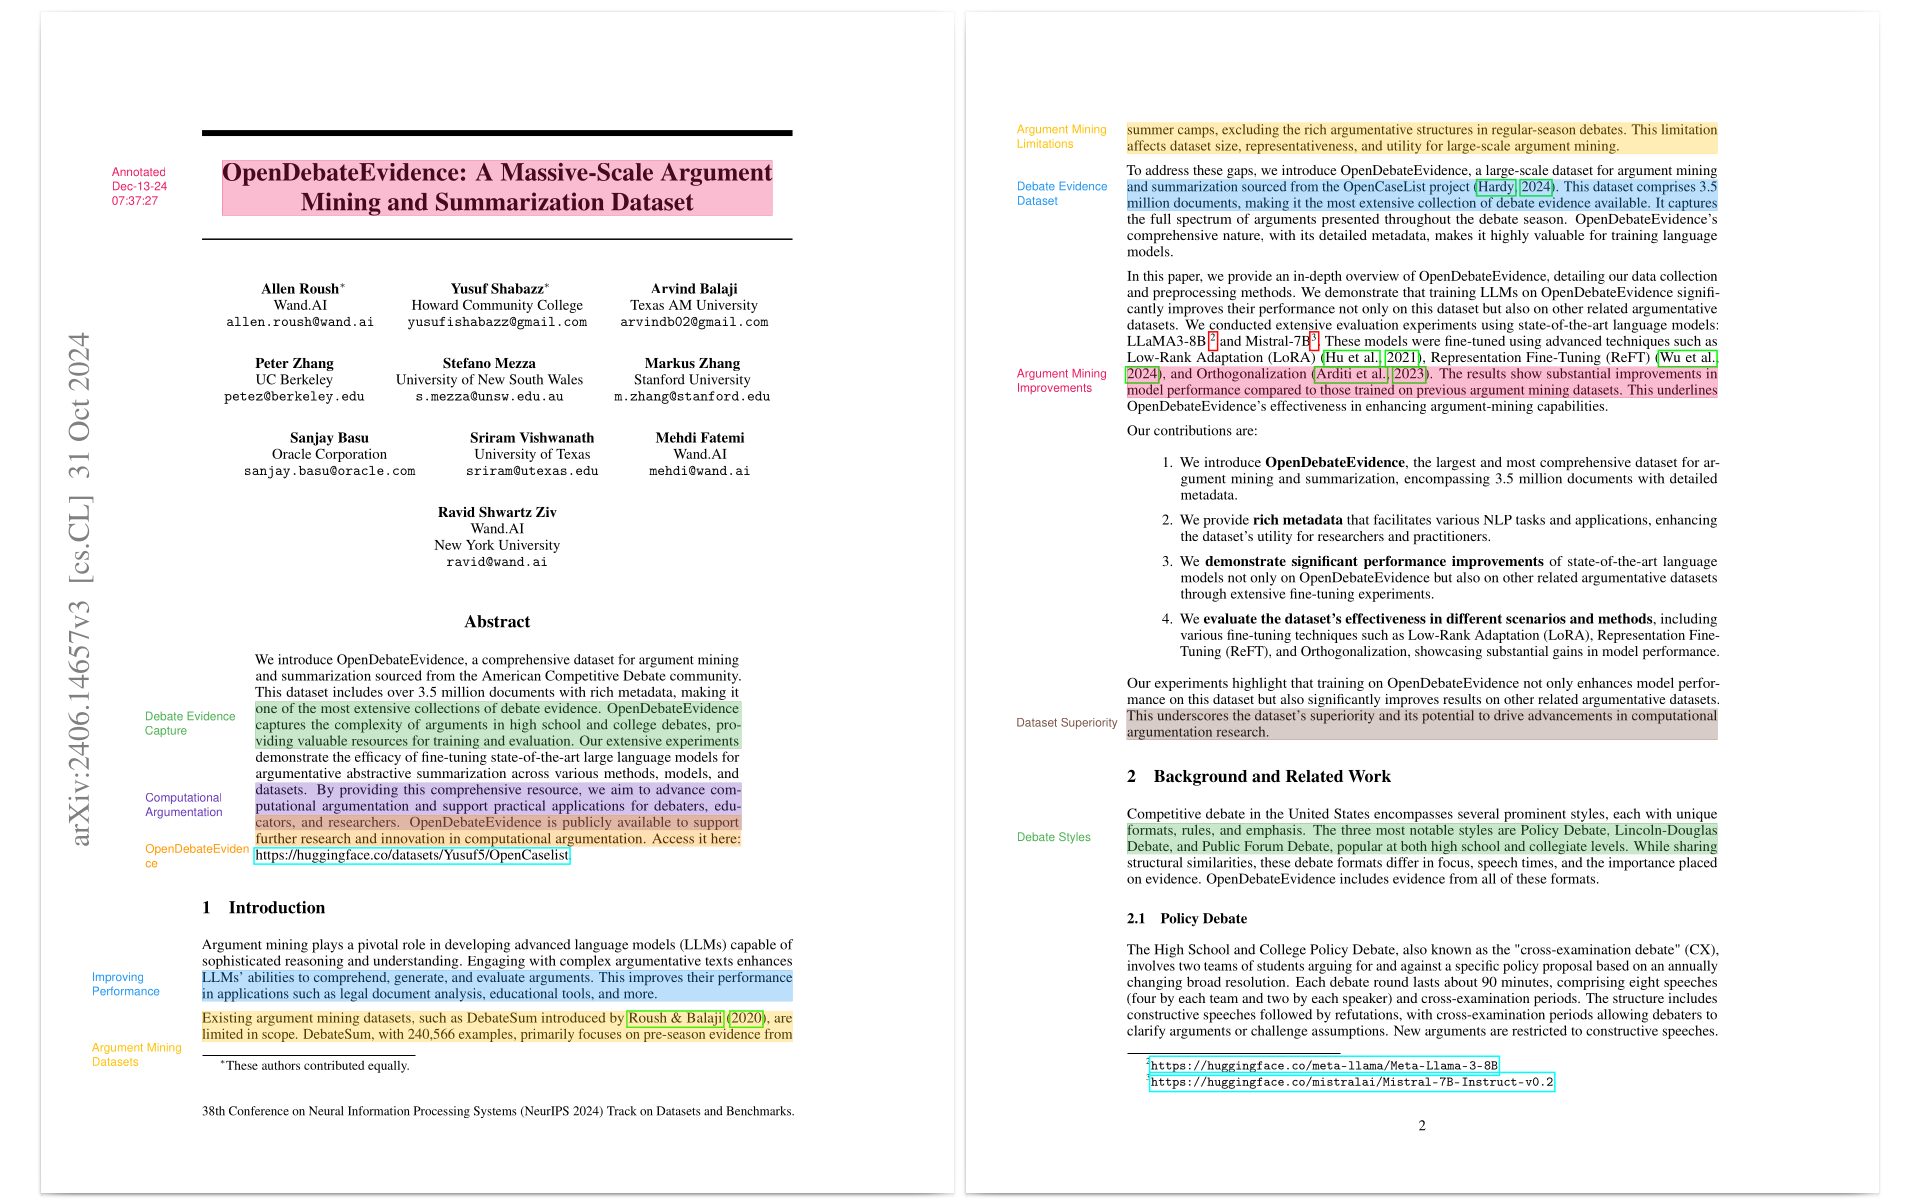 arXiv:2406.14657v3 [cs.CL] 31 Oct 2024
Annotated
Dec-13-24
07:37:27
OpenDebateEvidence: A Massive-Scale Argument
Mining and Summarization Dataset
Allen Roush*
Wand.AI
allen.roush@wand.ai
Yusuf Shabazz*
Howard Community College
yusufishabazz@gmail.com
Arvind Balaji
Texas AM University
arvindb02@gmail.com
Peter Zhang
UC Berkeley
petez@berkeley.edu
Stefano Mezza
University of New South Wales
s.mezza@unsw.edu.au
Markus Zhang
Stanford University
m.zhang@stanford.edu
Sanjay Basu
Oracle Corporation
sanjay.basu@oracle.com
Sriram Vishwanath
University of Texas
sriram@utexas.edu
Mehdi Fatemi
Wand.AI
mehdi@wand.ai
Ravid Shwartz Ziv
Wand.AI
New York University
ravid@wand.ai
Abstract
We introduce OpenDebateEvidence, a comprehensive dataset for argument mining
and summarization sourced from the American Competitive Debate community.
This dataset includes over 3.5 million documents with rich metadata, making it
one of the most extensive collections of debate evidence. OpenDebateEvidence
captures the complexity of arguments in high school and college debates, pro-
viding valuable resources for training and evaluation. Our extensive experiments
demonstrate the efficacy of fine-tuning state-of-the-art large language models for
argumentative abstractive summarization across various methods, models, and
datasets. By providing this comprehensive resource, we aim to advance com-
putational argumentation and support practical applications for debaters, edu-
cators, and researchers. OpenDebateEvidence is publicly available to support
further research and innovation in computational argumentation. Access it here:
https://huggingface.co/datasets/Yusuf5/OpenCaselist
Debate Evidence
Capture
Computational
Argumentation
OpenDebateEviden
ce
1 Introduction
Argument mining plays a pivotal role in developing advanced language models (LLMs) capable of
sophisticated reasoning and understanding. Engaging with complex argumentative texts enhances
LLMs' abilities to comprehend, generate, and evaluate arguments. This improves their performance
in applications such as legal document analysis, educational tools, and more.
Improving
Performance
Existing argument mining datasets, such as DebateSum introduced by Roush & Balaji (2020), are
limited in scope. DebateSum, with 240,566 examples, primarily focuses on pre-season evidence from
Argument Mining
Datasets
*These authors contributed equally.
38th Conference on Neural Information Processing Systems (NeurIPS 2024) Track on Datasets and Benchmarks.
Argument Mining
Limitations
summer camps, excluding the rich argumentative structures in regular-season debates. This limitation
affects dataset size, representativeness, and utility for large-scale argument mining.
Debate Evidence
Dataset
To address these gaps, we introduce OpenDebateEvidence, a large-scale dataset for argument mining
and summarization sourced from the OpenCaseList project (Hardy, 2024). This dataset comprises 3.5
million documents, making it the most extensive collection of debate evidence available. It captures
the full spectrum of arguments presented throughout the debate season. OpenDebateEvidence's
comprehensive nature, with its detailed metadata, makes it highly valuable for training language
models.
In this paper, we provide an in-depth overview of OpenDebateEvidence, detailing our data collection
and preprocessing methods. We demonstrate that training LLMs on OpenDebateEvidence signifi-
cantly improves their performance not only on this dataset but also on other related argumentative
datasets. We conducted extensive evaluation experiments using state-of-the-art language models:
LLaMA3-8B 2 and Mistral-7B3. These models were fine-tuned using advanced techniques such as
Low-Rank Adaptation (LoRA) (Hu et al., 2021), Representation Fine-Tuning (ReFT) (Wu et al.,
2024), and Orthogonalization (Arditi et al., 2023). The results show substantial improvements in
model performance compared to those trained on previous argument mining datasets. This underlines
OpenDebateEvidence's effectiveness in enhancing argument-mining capabilities.
Argument Mining
Improvements
Our contributions are:
1. We introduce OpenDebateEvidence, the largest and most comprehensive dataset for ar-
gument mining and summarization, encompassing 3.5 million documents with detailed
metadata.
2. We provide rich metadata that facilitates various NLP tasks and applications, enhancing
the dataset's utility for researchers and practitioners.
3. We demonstrate significant performance improvements of state-of-the-art language
models not only on OpenDebateEvidence but also on other related argumentative datasets
through extensive fine-tuning experiments.
4. We evaluate the dataset's effectiveness in different scenarios and methods, including
various fine-tuning techniques such as Low-Rank Adaptation (LoRA), Representation Fine-
Tuning (ReFT), and Orthogonalization, showcasing substantial gains in model performance.
Our experiments highlight that training on OpenDebateEvidence not only enhances model perfor-
mance on this dataset but also significantly improves results on other related argumentative datasets.
This underscores the dataset's superiority and its potential to drive advancements in computational
argumentation research.
Dataset Superiority
2 Background and Related Work
Competitive debate in the United States encompasses several prominent styles, each with unique
formats, rules, and emphasis. The three most notable styles are Policy Debate, Lincoln-Douglas
Debate, and Public Forum Debate, popular at both high school and collegiate levels. While sharing
structural similarities, these debate formats differ in focus, speech times, and the importance placed
on evidence. OpenDebateEvidence includes evidence from all of these formats.
Debate Styles
2.1 Policy Debate
The High School and College Policy Debate, also known as the "cross-examination debate" (CX),
involves two teams of students arguing for and against a specific policy proposal based on an annually
changing broad resolution. Each debate round lasts about 90 minutes, comprising eight speeches
(four by each team and two by each speaker) and cross-examination periods. The structure includes
constructive speeches followed by refutations, with cross-examination periods allowing debaters to
clarify arguments or challenge assumptions. New arguments are restricted to constructive speeches.
2https://huggingface.co/meta-llama/Meta-Llama-3-8B
3https://huggingface.co/mistralai/Mistral-7B-Instruct-v0.2
2